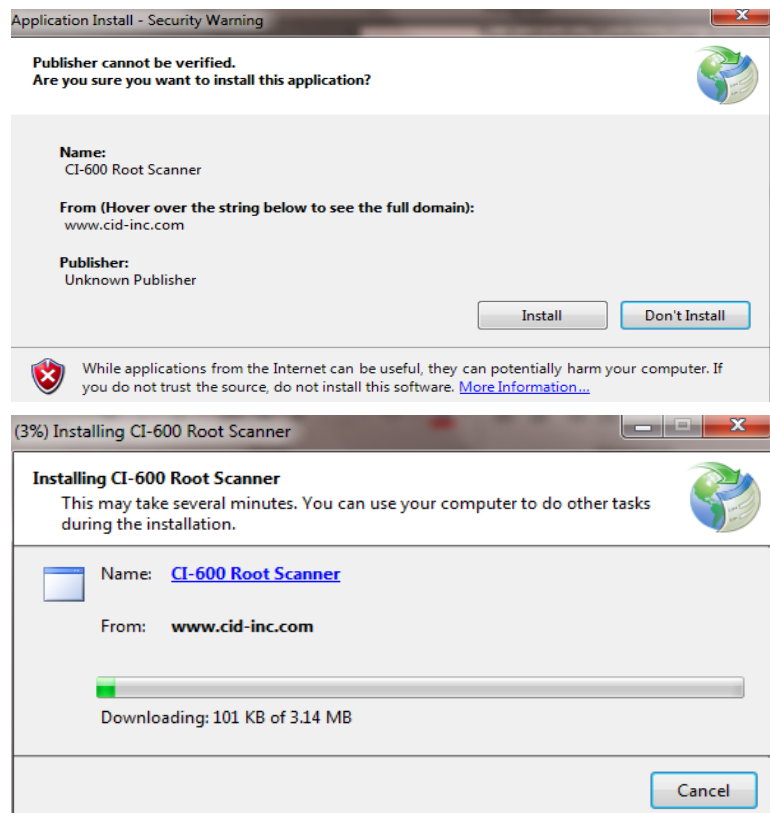 Application Install - Security Warning
Publisher cannot be verified.
Are you sure you want to install this application?
Name:
CI-600 Root Scanner
From (Hover over the string below to see the full domain):
www.cid-inc.com
Publisher:
Unknown Publisher
Install
Don't Install
While applications from the Internet can be useful, they can potentially harm your computer. If
you do not trust the source, do not install this software. More Information...
(3%) Installing CI-600 Root Scanner
Installing CI-600 Root Scanner
This may take several minutes. You can use your computer to do other tasks
during the installation.
Name: CI-600 Root Scanner
From: www.cid-inc.com
Downloading: 101 KB of 3.14 MB
Cancel